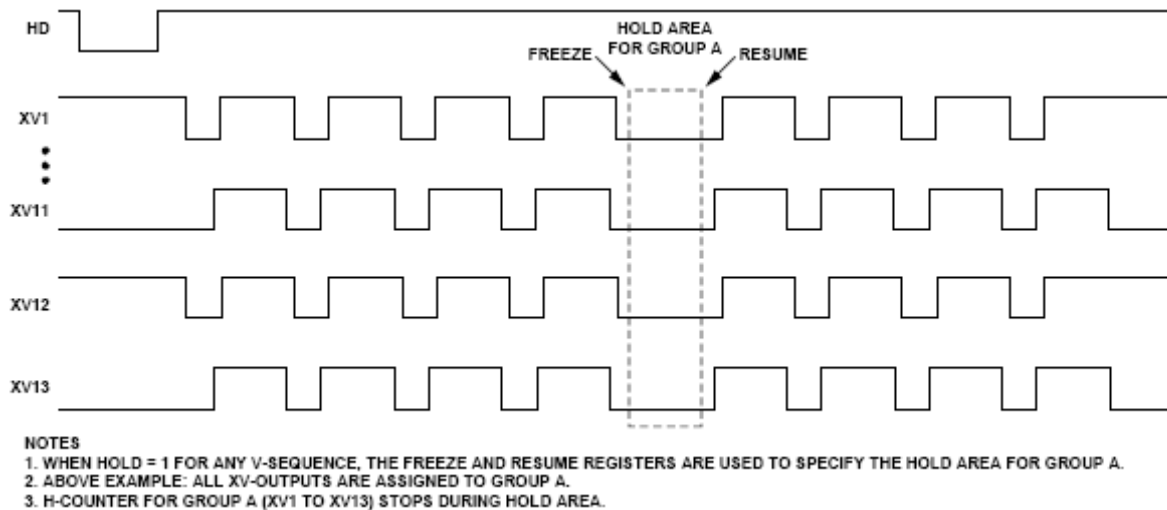 HD
HOLD AREA
FOR GROUP A
FREEZE
RESUME
XV1
XV11
XV12
XV13
NOTES
1. WHEN HOLD = 1 FOR ANY V-SEQUENCE, THE FREEZE AND RESUME REGISTERS ARE USED TO SPECIFY THE HOLD AREA FOR GROUP A.
2. ABOVE EXAMPLE: ALL XV-OUTPUTS ARE ASSIGNED TO GROUP A.
3. H-COUNTER FOR GROUP A (XV1 TO XV13) STOPS DURING HOLD AREA.